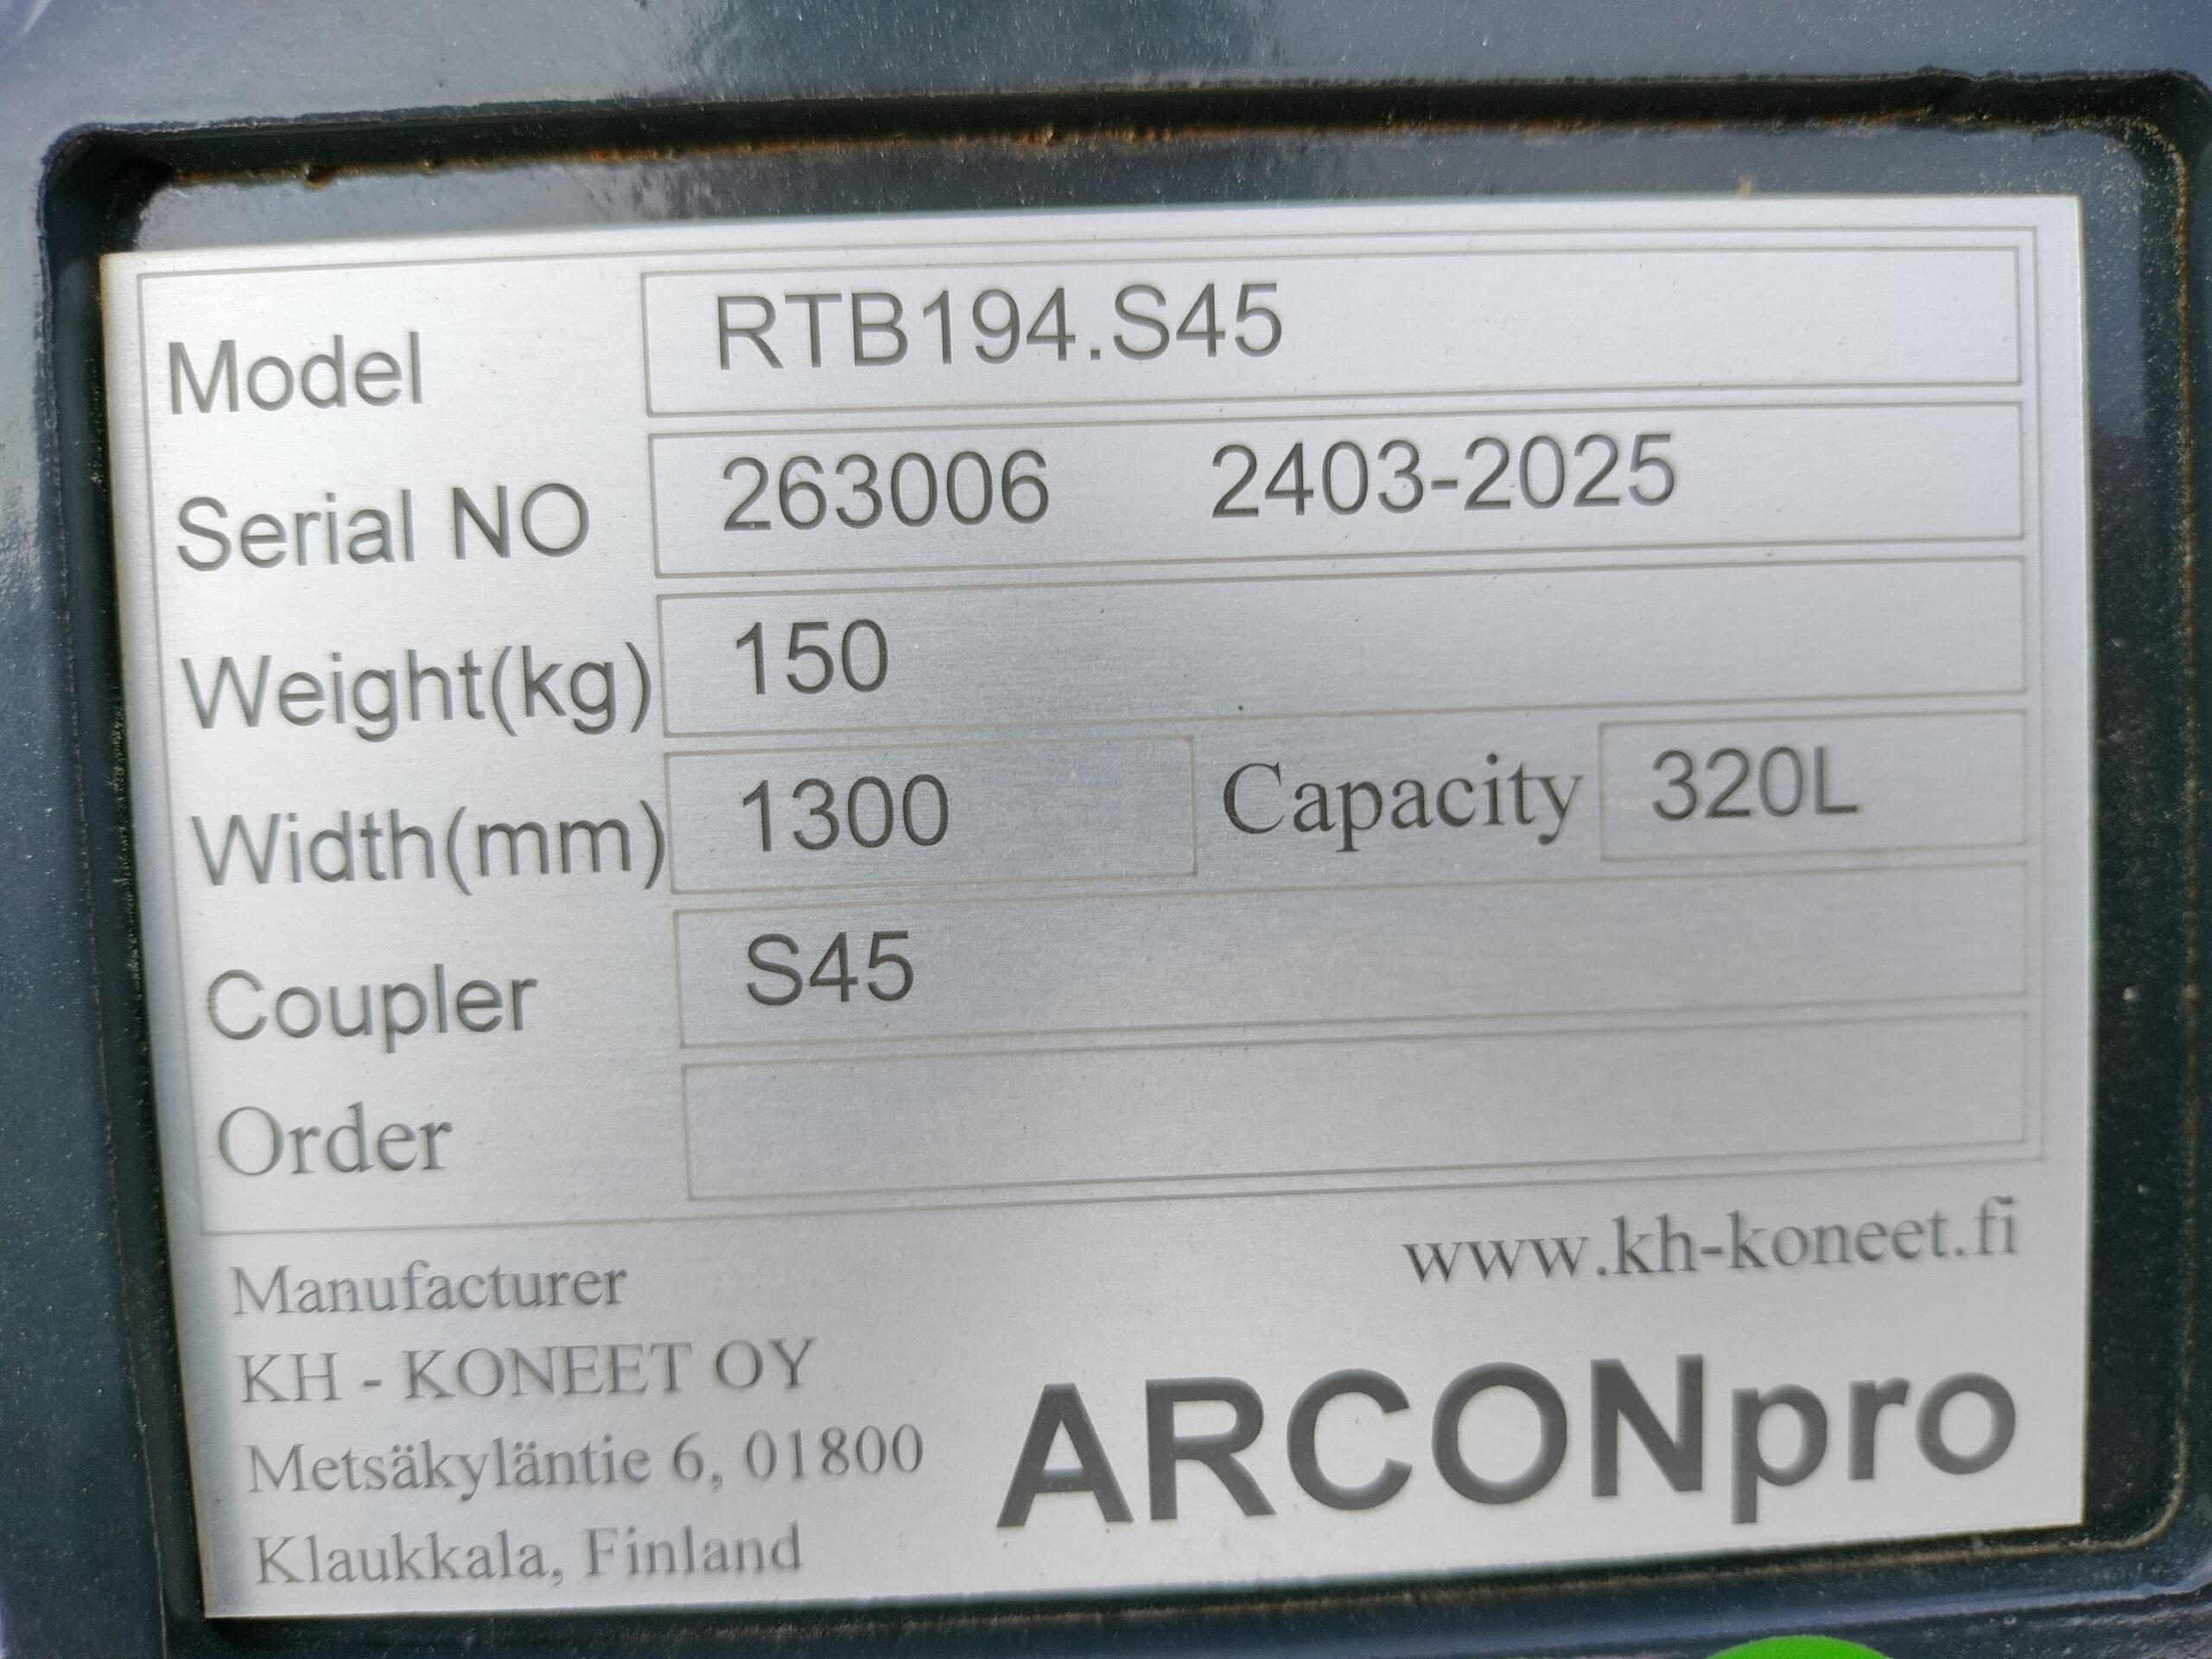 Model RTB194.S45
Serial NO 263006 2403-2025
Weight(kg) 150
Width(mm) 1300 Capacity 320L
Coupler S45
Order
www.kh-koneet.fi
Manufacturer
KH - KONEET OY
Metsäkyläntie 6, 01800
Klaukkala, Finland
ARCONpro